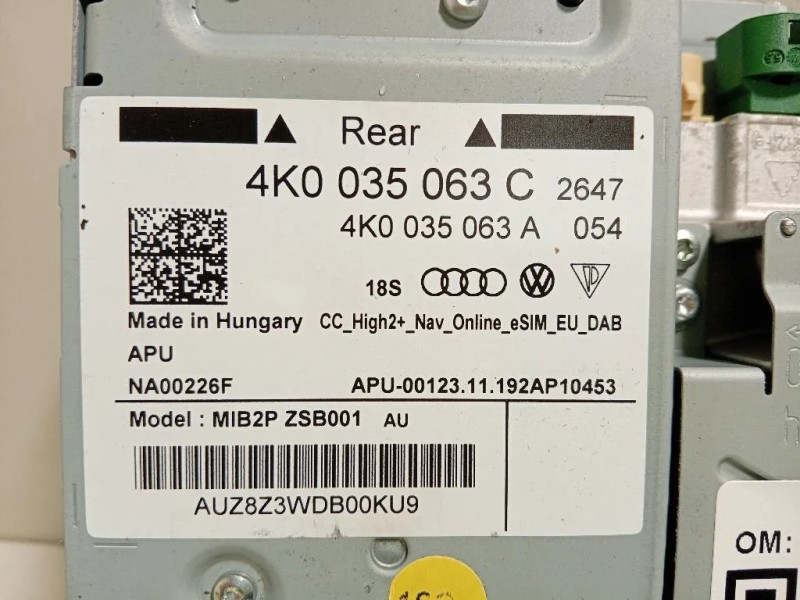 Rear
4K0 035 063 C 2647
4K0 035 063 A 054
18S
Made in Hungary CC_High2+_Nav_Online_eSIM_EU_DAB
APU
NA00226F APU-00123.11.192AP10453
Model : MIB2P ZSB001 AU
AUZ8Z3WDB00KU9
OM: